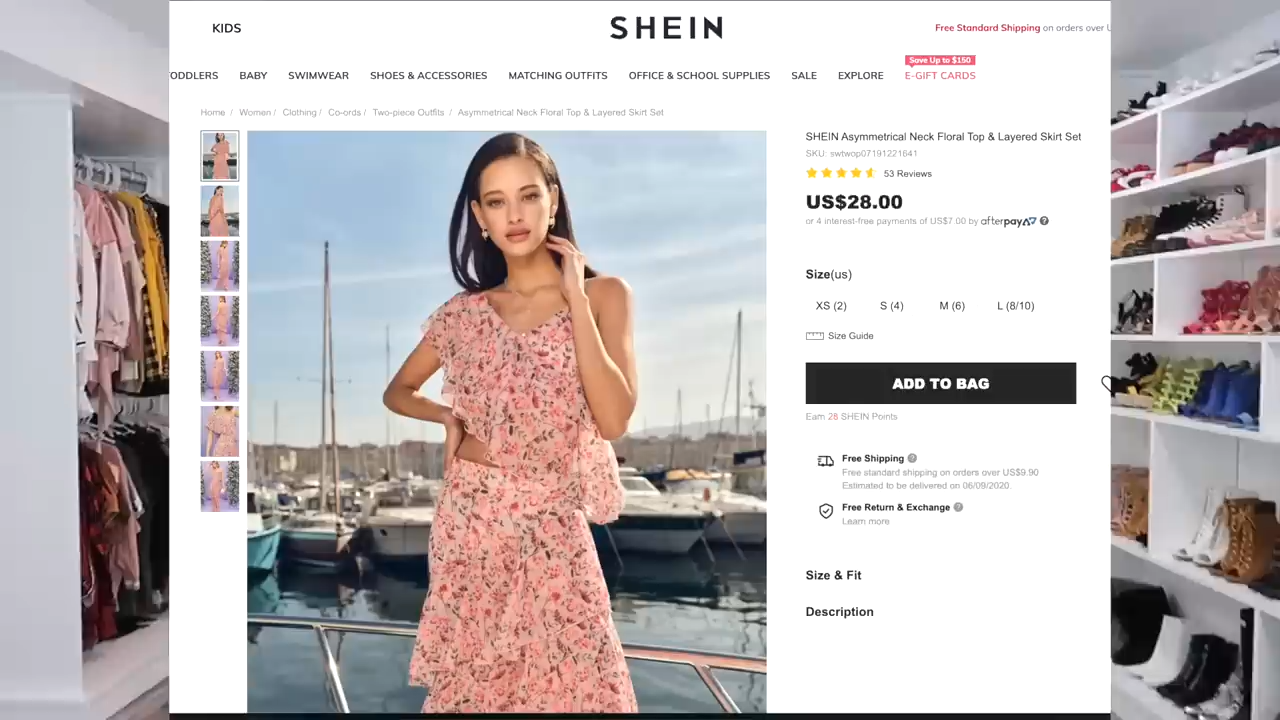 KIDS
SHEIN
Free Standard Shipping on orders over
Save Up to $150
ODDLERS BABY SWIMWEAR SHOES & ACCESSORIES MATCHING OUTFITS OFFICE & SCHOOL SUPPLIES SALE EXPLORE E-GIFT CARDS
Home / Women / Clothing / Co-ords / Two-piece Outfits / Asymmetrical Neck Floral Top & Layered Skirt Set
SHEIN Asymmetrical Neck Floral Top & Layered Skirt Set
SKU: swtwop07191221641
53 Reviews
US$28.00
or 4 interest-free payments of US$7.00 by afterpay
Size(us)
XS (2) S (4) M (6) L (8/10)
Size Guide
ADD TO BAG
Earn 28 SHEIN Points
Free Shipping
Free standard shipping on orders over US$9.90
Estimated to be delivered on 06/09/2020.
Free Return & Exchange
Learn more
Size & Fit
Description